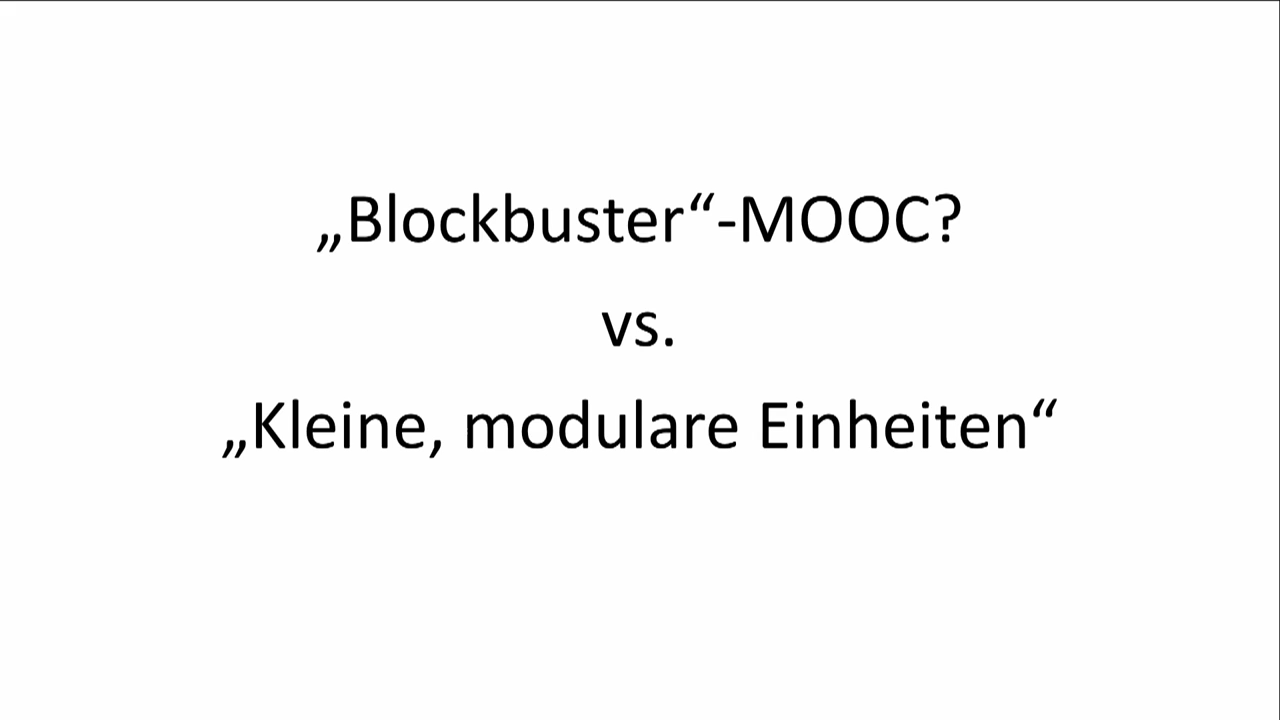 „Blockbuster“-MOOC?
vs.
„Kleine, modulare Einheiten“